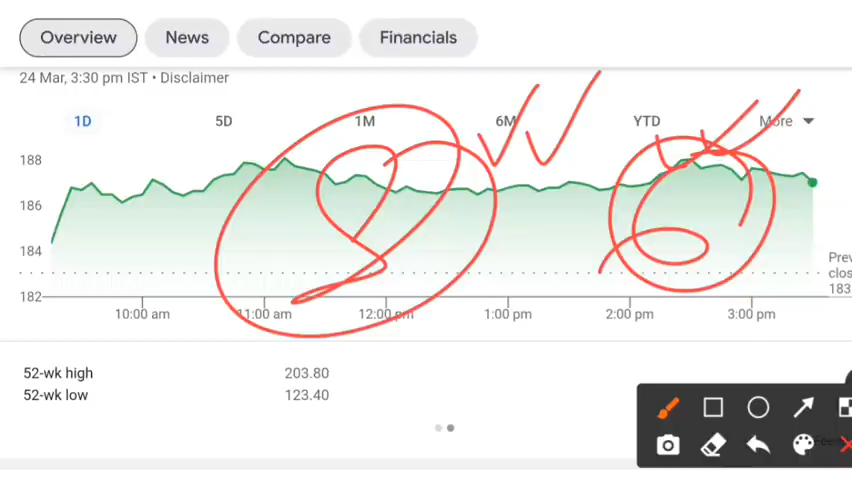 Overview News Compare Financials
24 Mar, 3:30 pm IST • Disclaimer
1D 5D 1M 6M YTD More
188
186
184
182
Prev
clos
183
10:00 am 11:00 am 12:00 pm 1:00 pm 2:00 pm 3:00 pm
52-wk high 203.80
52-wk low 123.40